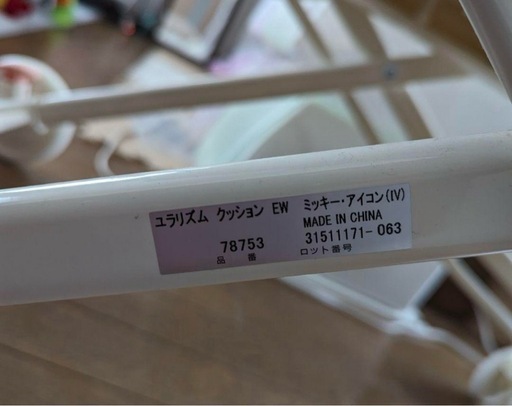 ユラリズム クッション EW ミッキー・アイコン(IV)
MADE IN CHINA
78753 31511171-063
品 番 ロット番号